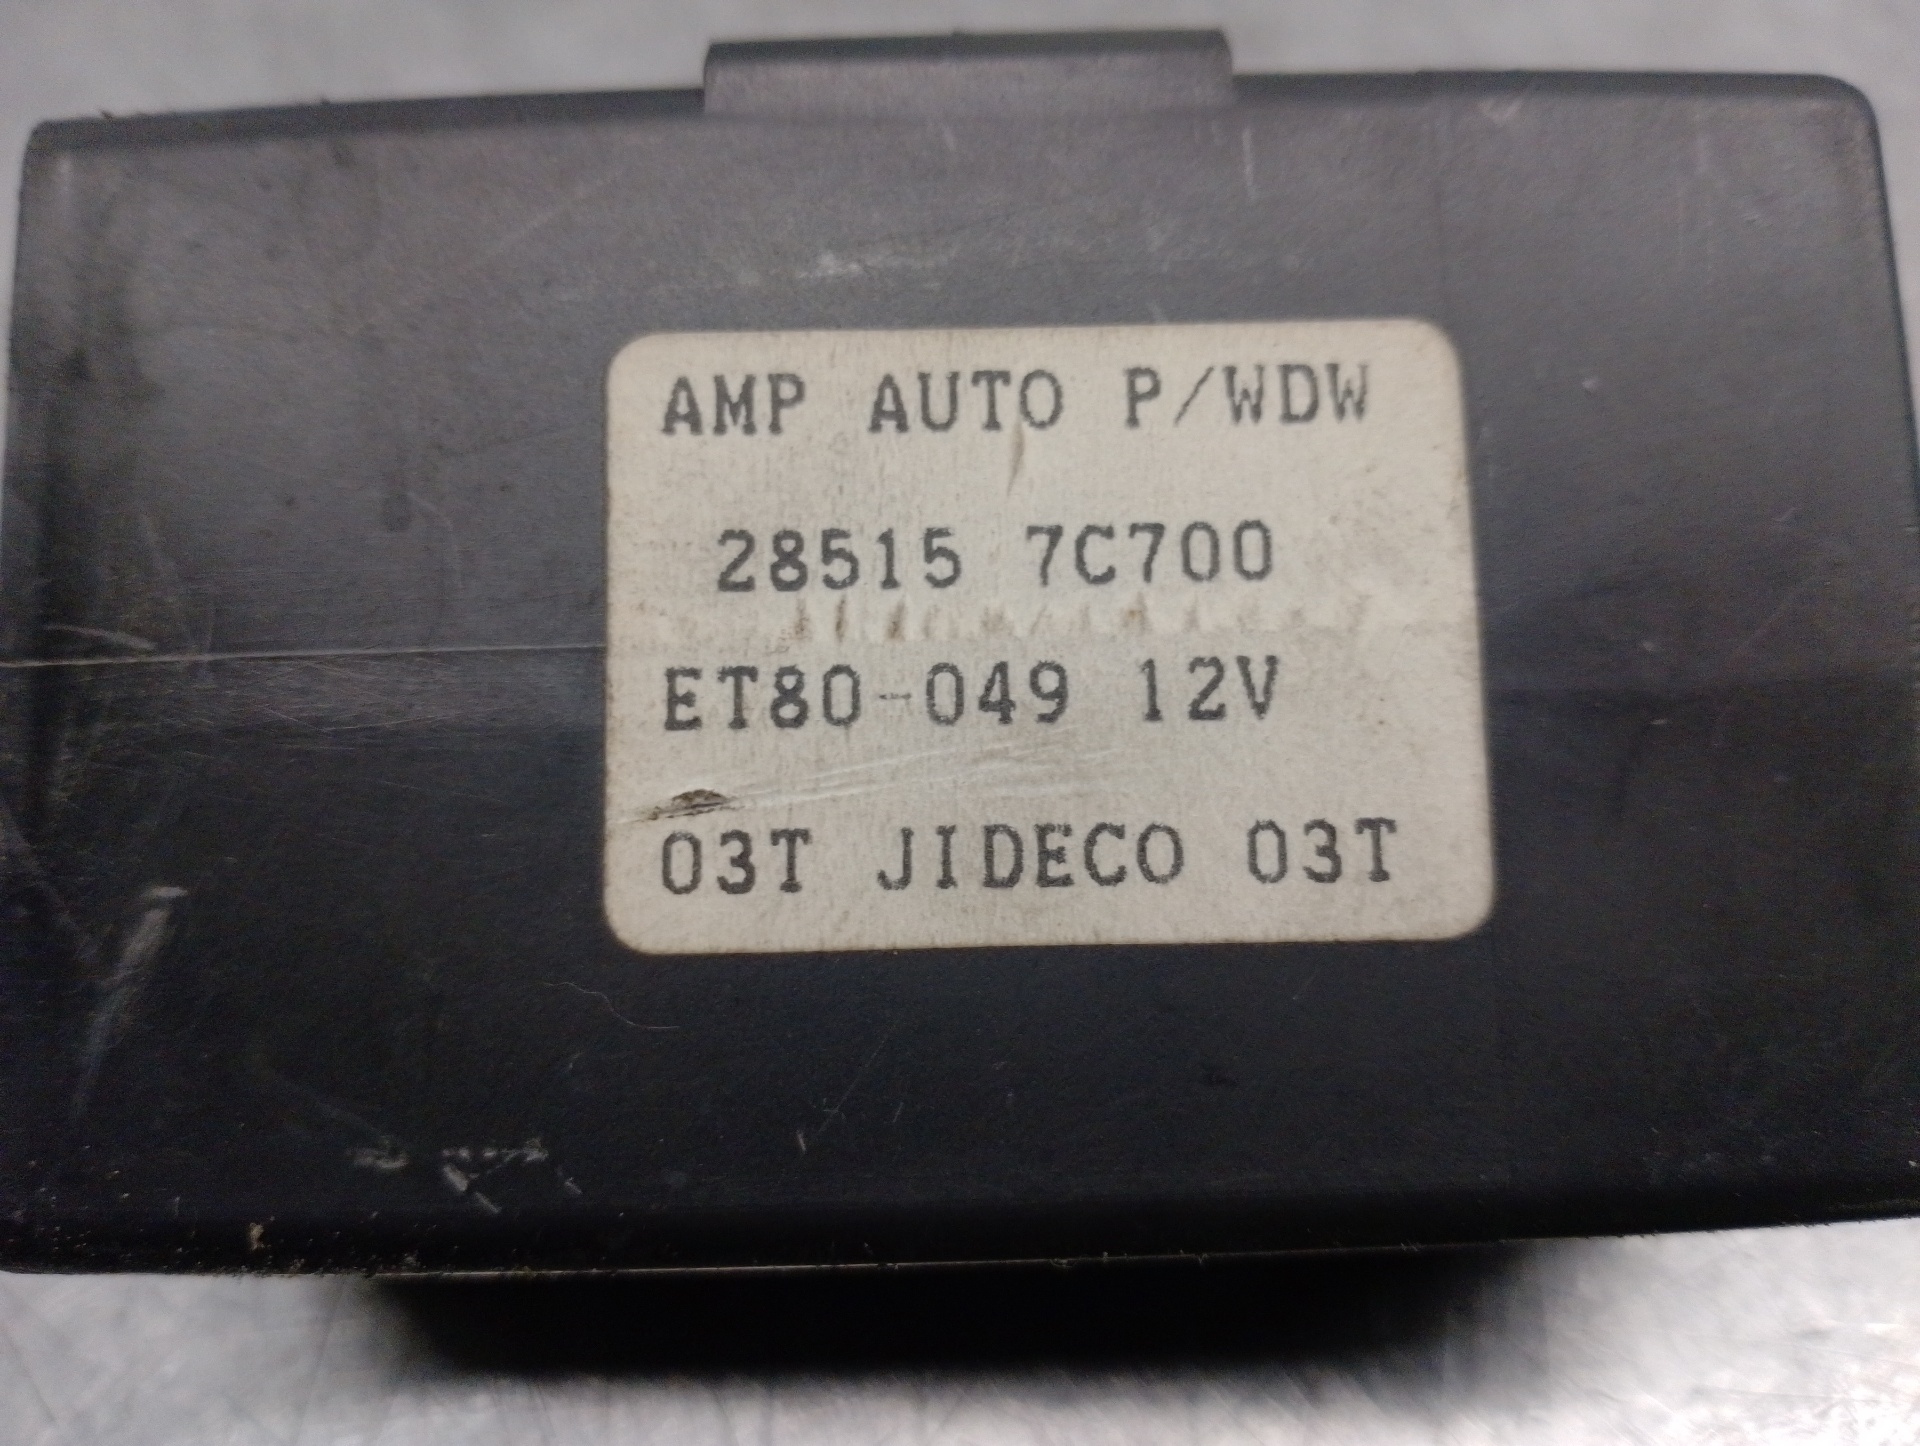 AMP AUTO P/WDW
28515 7C700
ET80-049 12V
03T JIDECO 03T